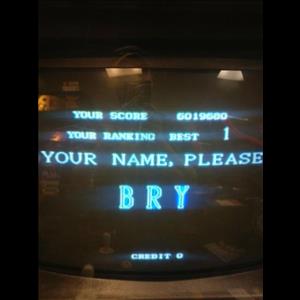 YOUR SCORE 6019680
YOUR RANKING BEST 1
YOUR NAME, PLEASE
BRY
CREDIT 0